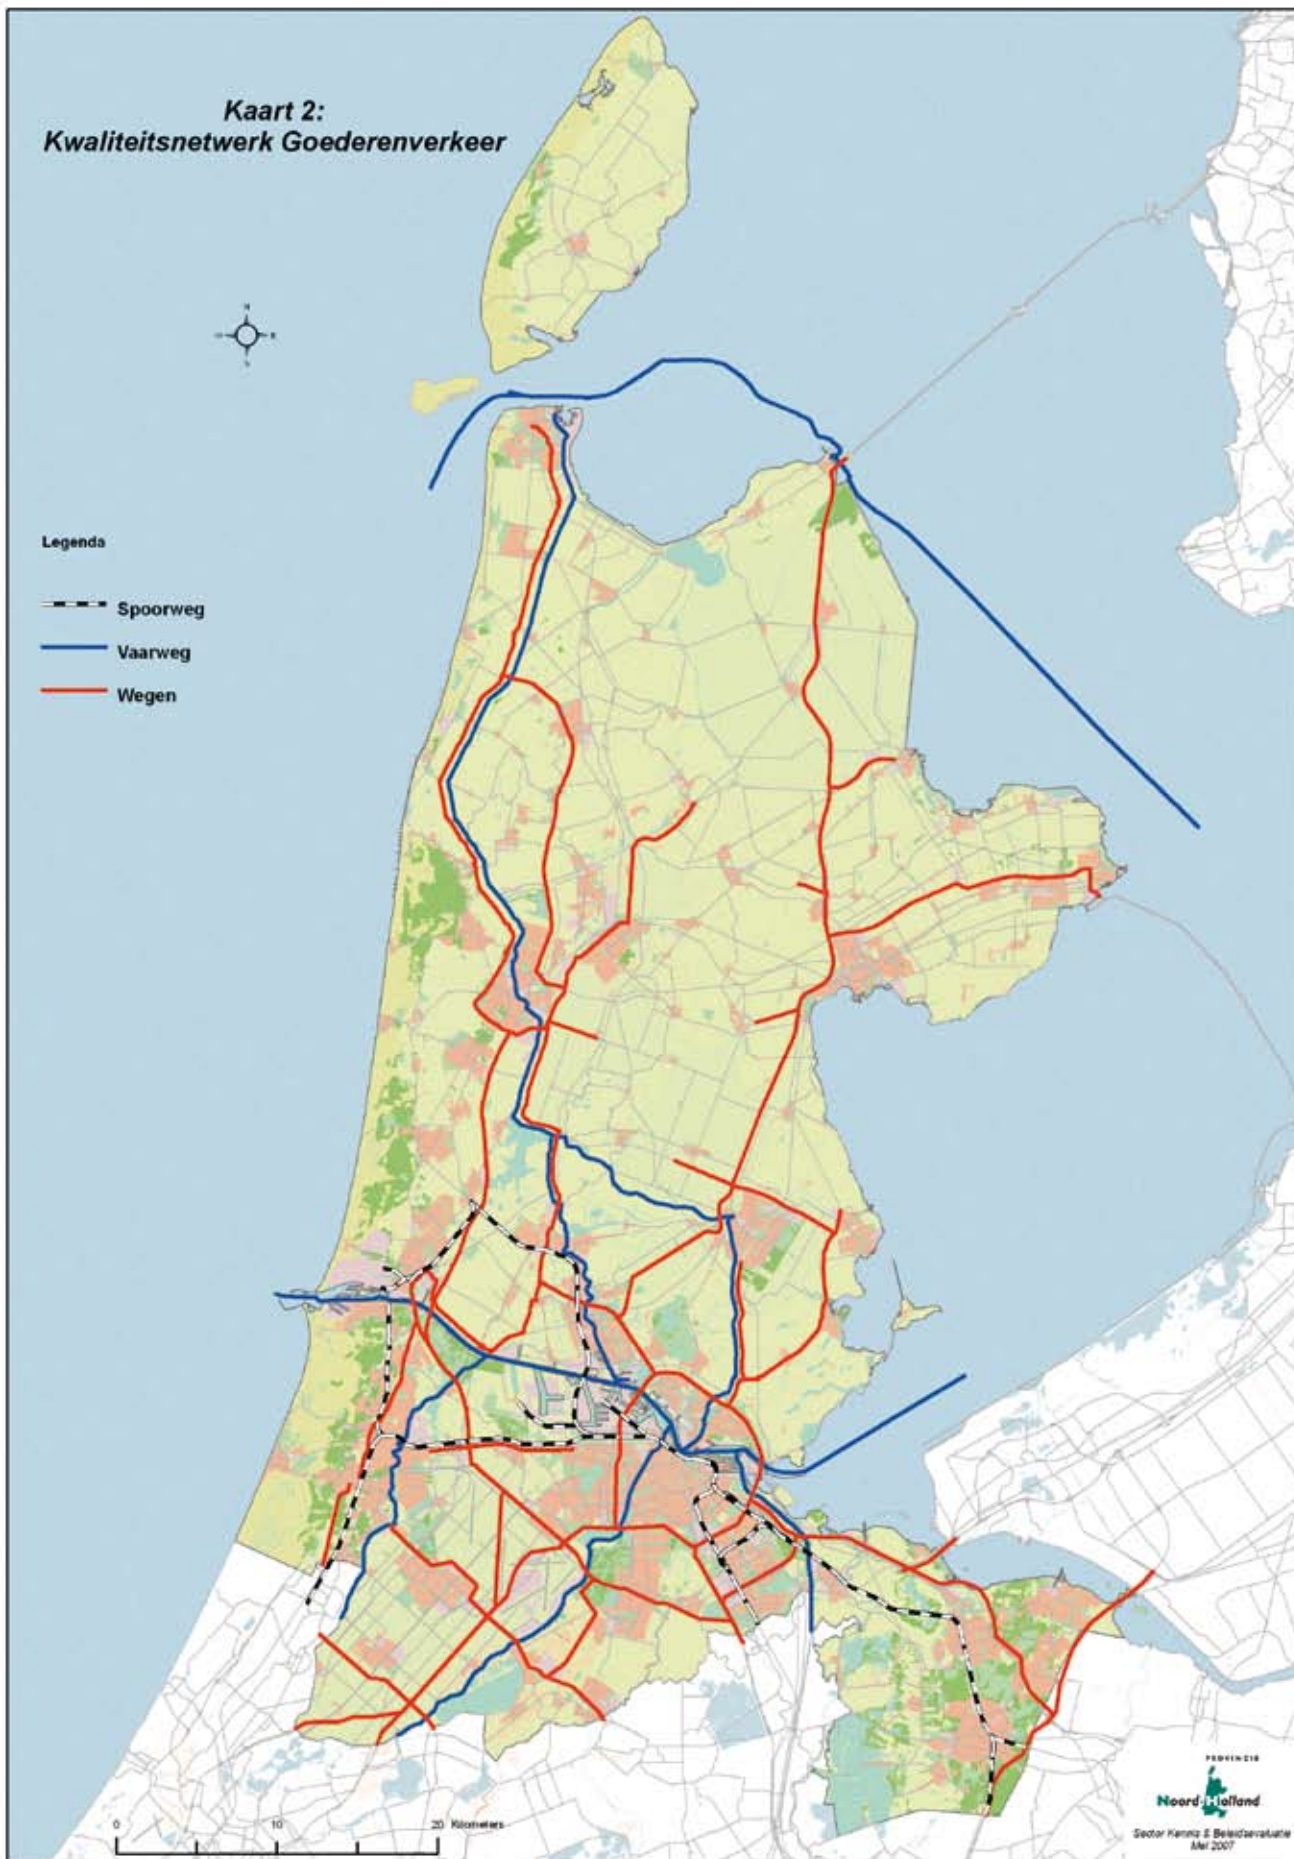 Kaart 2:
Kwaliteitsnetwerk Goederenverkeer
N
Legenda
Spoorweg
Vaarweg
Wegen
0 10 20 Kilometers
PROVINCIE
Noord-Holland
Sector Kennis & Beleidsevaluatie
Mei 2007